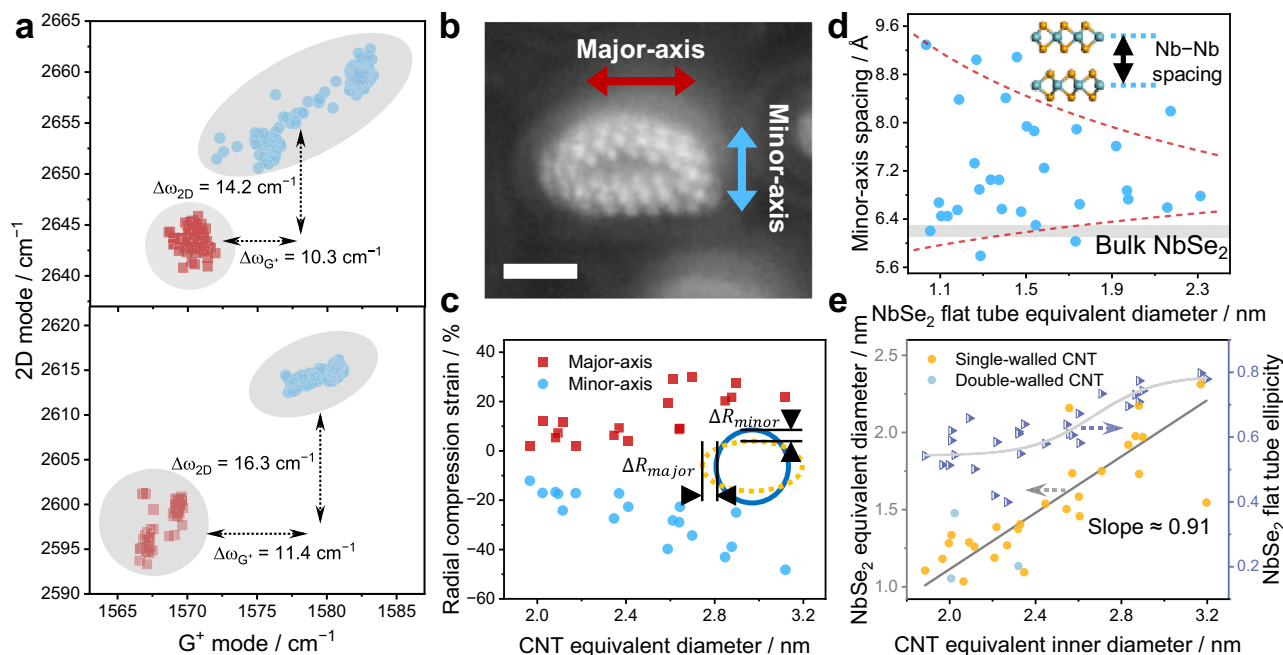 a
2D mode / cm⁻¹
2665
2660
2655
2650
2645
2640
Δω2D = 14.2 cm⁻¹
ΔωG⁺ = 10.3 cm⁻¹
2620
2615
2610
2605
2600
2595
2590
Δω2D = 16.3 cm⁻¹
ΔωG⁺ = 11.4 cm⁻¹
1565 1570 1575 1580 1585
G⁺ mode / cm⁻¹
b
Major-axis
Minor-axis
c
Radial compression strain / %
40
20
0
−20
−40
−60
Major-axis
Minor-axis
ΔRminor
ΔRmajor
2.0 2.4 2.8 3.2
CNT equivalent diameter / nm
d
Minor-axis spacing / Å
9.6
8.8
8.0
7.2
6.4
5.6
Nb−Nb
spacing
Bulk NbSe₂
1.1 1.5 1.9 2.3
NbSe₂ flat tube equivalent diameter / nm
e
NbSe₂ equivalent diameter / nm
2.5
2.0
1.5
1.0
Single-walled CNT
Double-walled CNT
Slope ≈ 0.91
0.8
0.6
0.4
0.2
NbSe₂ flat tube ellipicity
2.0 2.4 2.8 3.2
CNT equivalent inner diameter / nm